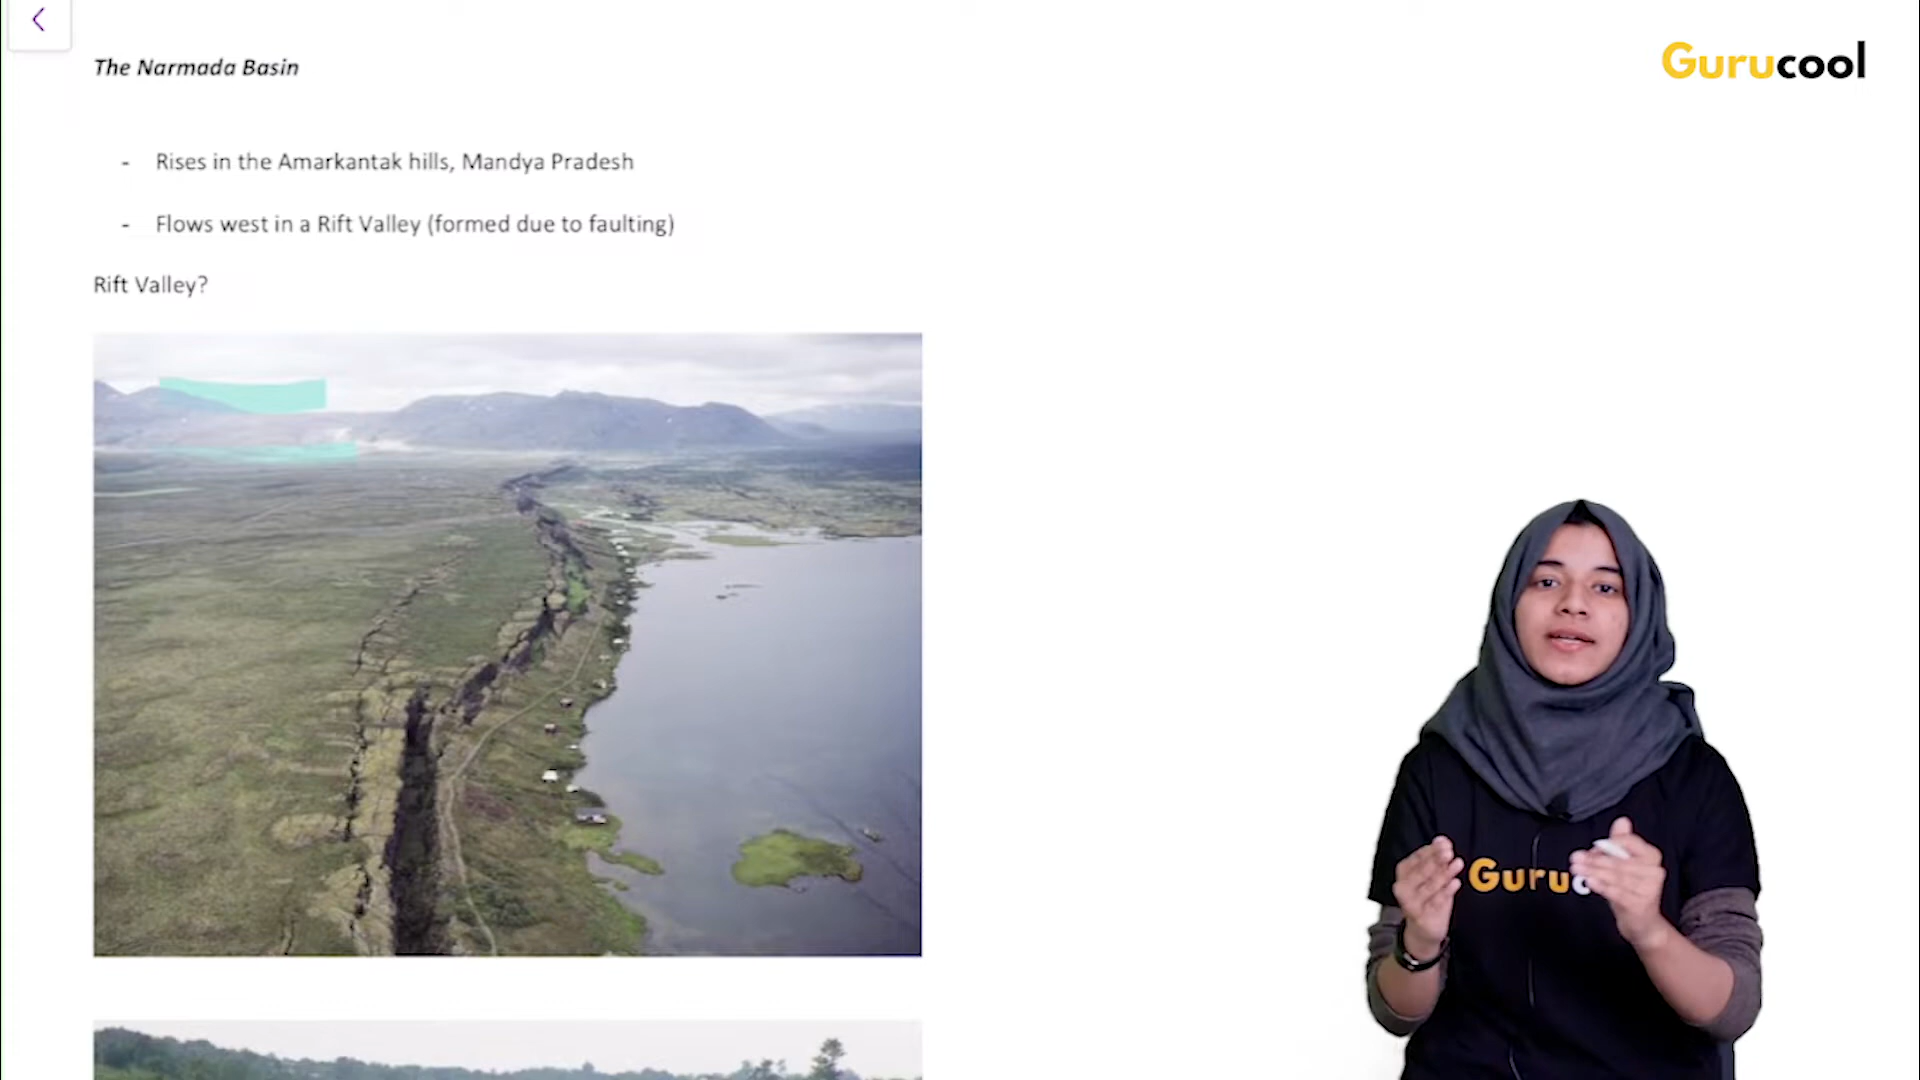 The Narmada Basin
Gurucool
- Rises in the Amarkantak hills, Mandya Pradesh
- Flows west in a Rift Valley (formed due to faulting)
Rift Valley?
Guruc